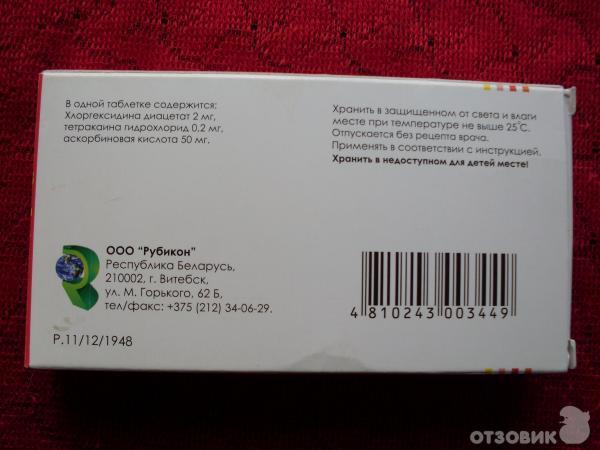 В одной таблетке содержится:
Хлоргексидина диацетат 2 мг,
тетракаина гидрохлорид 0,2 мг,
аскорбиновая кислота 50 мг.
Хранить в защищенном от света и влаги
месте при температуре не выше 25°С.
Отпускается без рецепта врача.
Применять в соответствии с инструкцией.
Хранить в недоступном для детей месте!
ООО “Рубикон”
Республика Беларусь,
210002, г. Витебск,
ул. М. Горького, 62 Б,
тел/факс: +375 (212) 34-06-29.
4 810243 003449
Р.11/12/1948
ОТЗОВИК